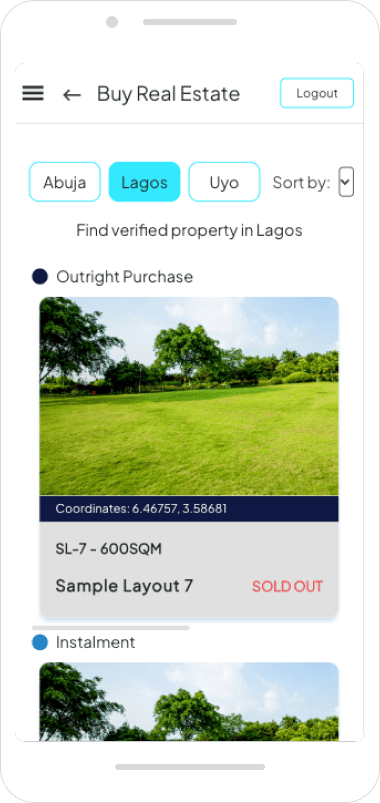 Buy Real Estate
Logout
Abuja
Lagos
Uyo
Sort by:
Find verified property in Lagos
Outright Purchase
Coordinates: 6.46757, 3.58681
SL-7 - 600SQM
Sample Layout 7
SOLD OUT
Instalment